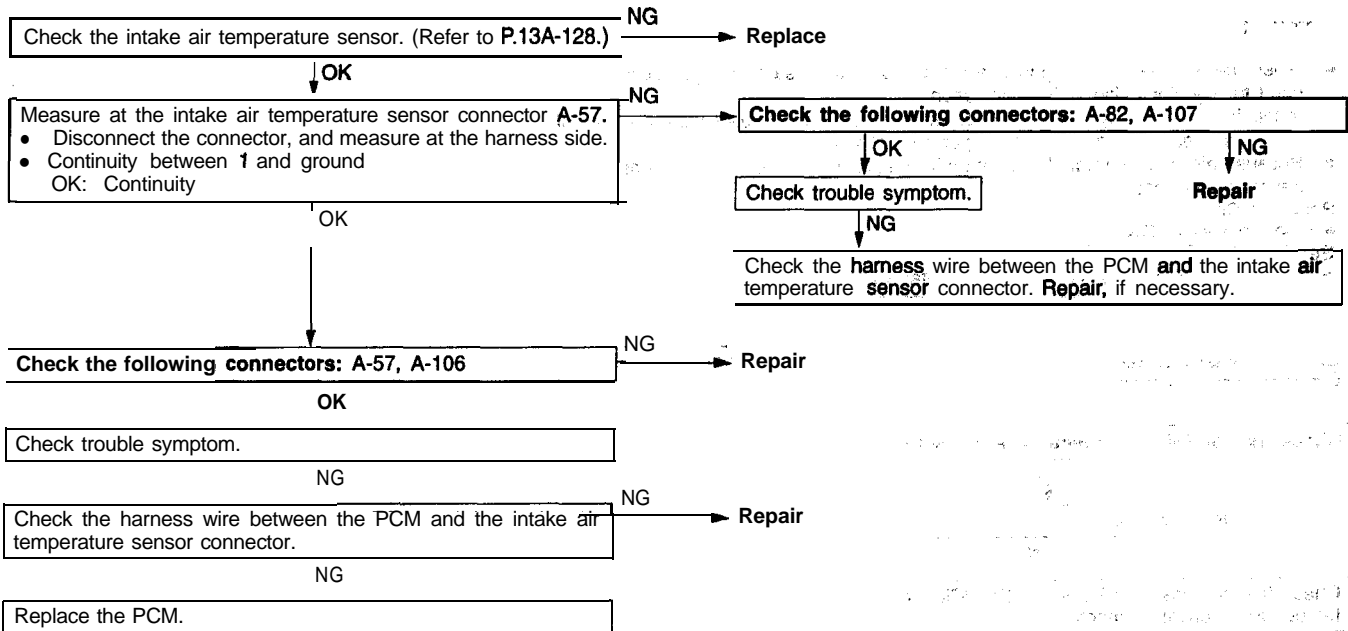 Check the intake air temperature sensor. (Refer to P.13A-128.)
NG
Replace
OK
Measure at the intake air temperature sensor connector A-57.
● Disconnect the connector, and measure at the harness side.
● Continuity between 1 and ground
OK: Continuity
NG
Check the following connectors: A-82, A-107
OK
NG
Check trouble symptom.
Repair
NG
Check the harness wire between the PCM and the intake air
temperature sensor connector. Repair, if necessary.
OK
Check the following connectors: A-57, A-106
NG
Repair
OK
Check trouble symptom.
NG
Check the harness wire between the PCM and the intake air
temperature sensor connector.
NG
Repair
NG
Replace the PCM.